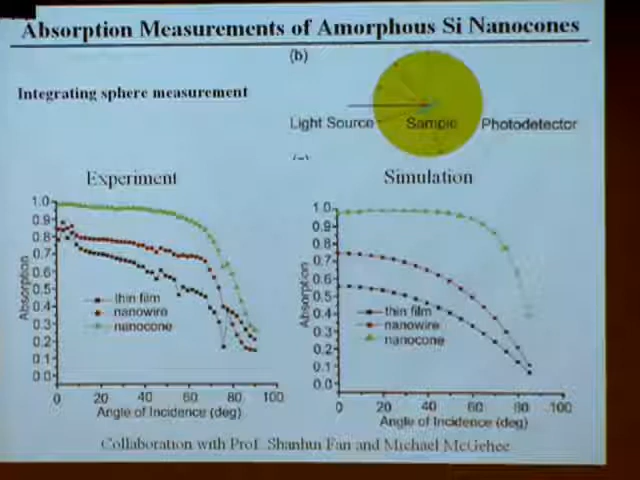 Absorption Measurements of Amorphous Si Nanocones
(b)
Integrating sphere measurement
Light Source Sample Photodetector
Experiment
Simulation
1.0
0.9
0.8
0.7
0.6
0.5
0.4
0.3
0.2
0.1
0.0
Absorption
thin film
nanowire
nanocone
0 20 40 60 80 100
Angle of Incidence (deg)
1.0
0.9
0.8
0.7
0.6
0.5
0.4
0.3
0.2
0.1
0.0
Absorption
thin film
nanowire
nanocone
0 20 40 60 80 100
Angle of Incidence (deg)
Collaboration with Prof. Shanhui Fan and Michael McGehee